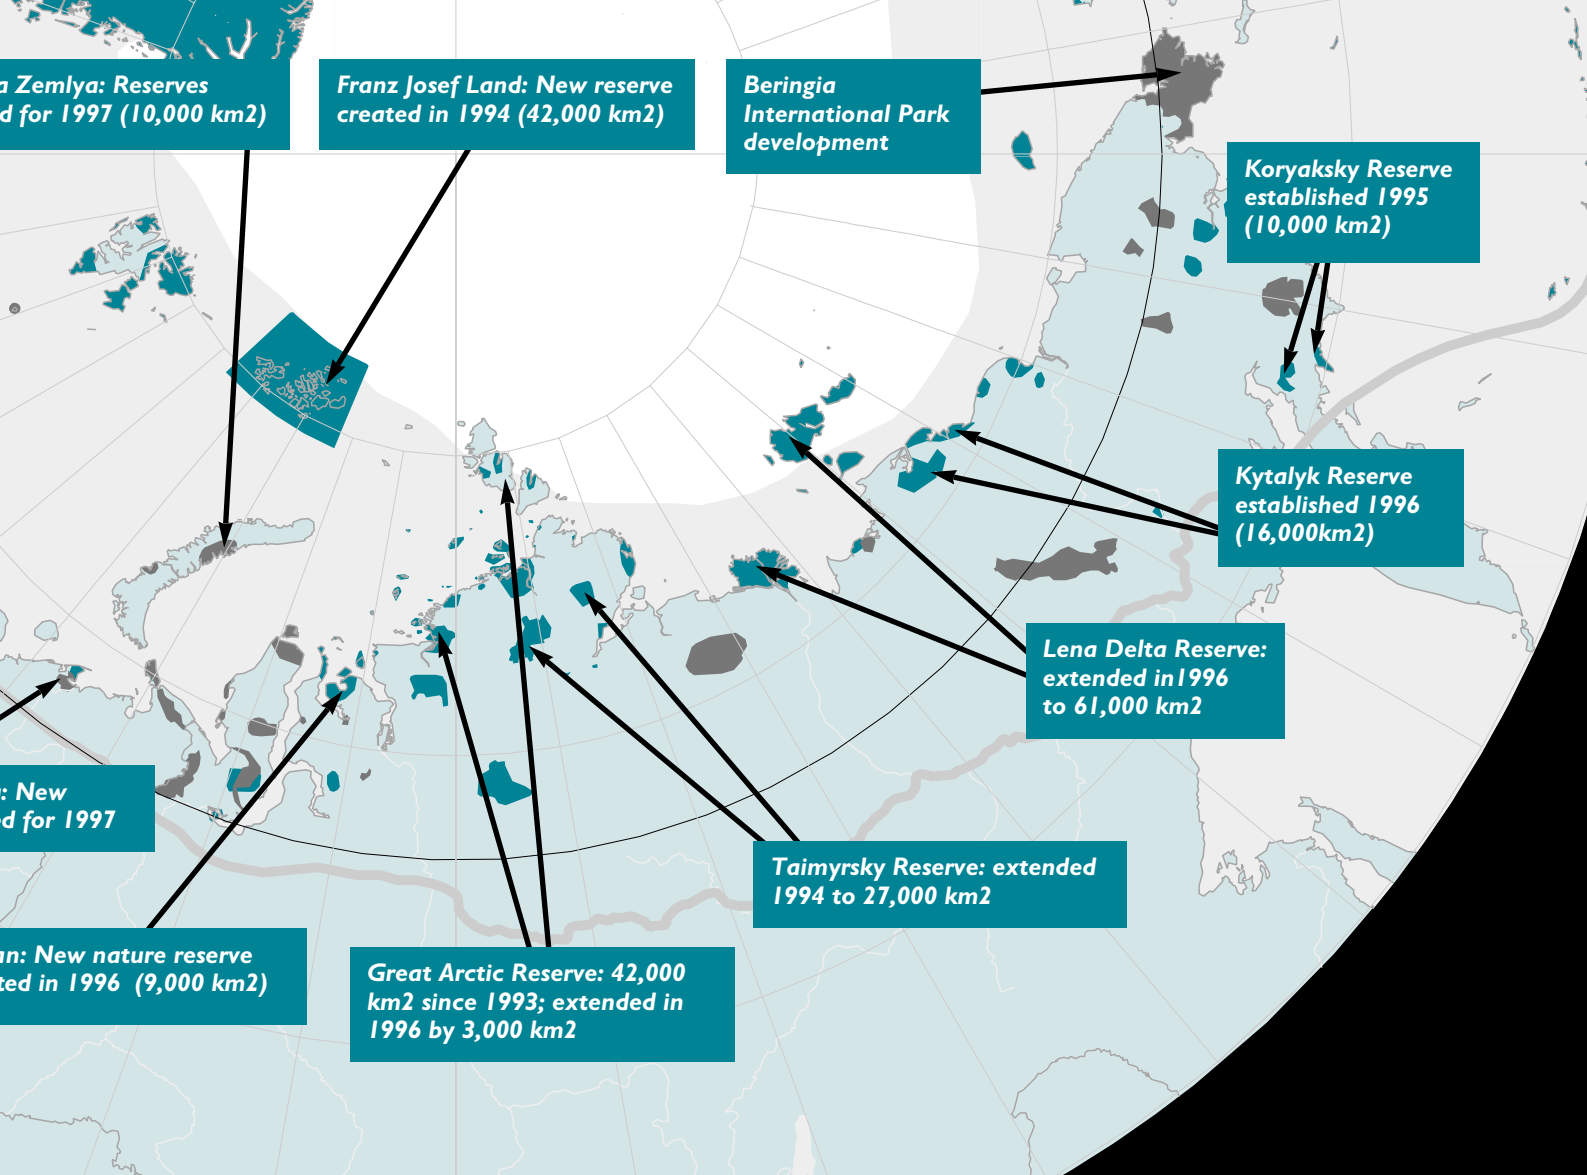 a Zemlya: Reserves
d for 1997 (10,000 km2)
Franz Josef Land: New reserve
created in 1994 (42,000 km2)
Beringia
International Park
development
Koryaksky Reserve
established 1995
(10,000 km2)
Kytalyk Reserve
established 1996
(16,000km2)
Lena Delta Reserve:
extended in1996
to 61,000 km2
: New
ed for 1997
Taimyrsky Reserve: extended
1994 to 27,000 km2
an: New nature reserve
ted in 1996 (9,000 km2)
Great Arctic Reserve: 42,000
km2 since 1993; extended in
1996 by 3,000 km2